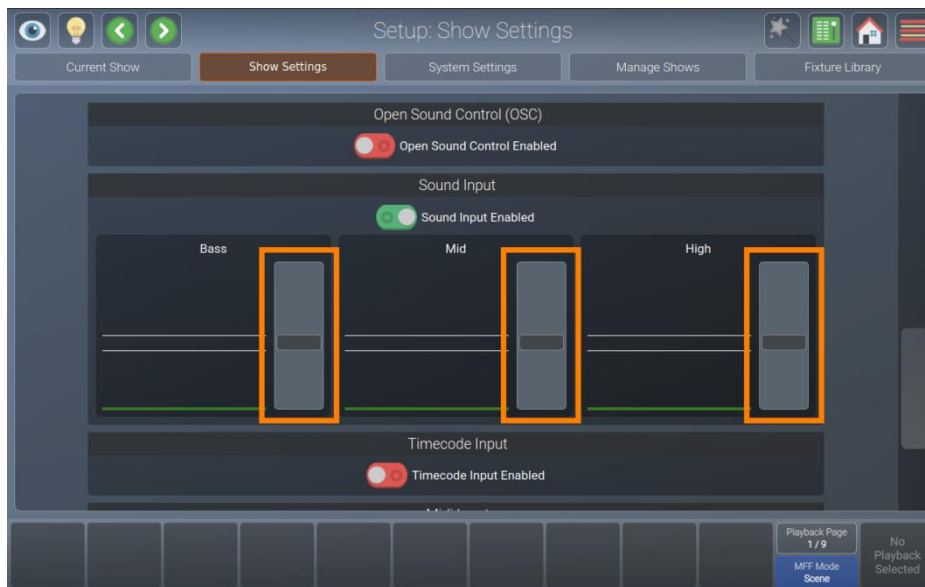 Setup: Show Settings
Current Show
Show Settings
System Settings
Manage Shows
Fixture Library
Open Sound Control (OSC)
Open Sound Control Enabled
Sound Input
Sound Input Enabled
Bass
Mid
High
Timecode Input
Timecode Input Enabled
Playback Page
1 / 9
MFF Mode
Scene
No
Playback
Selected